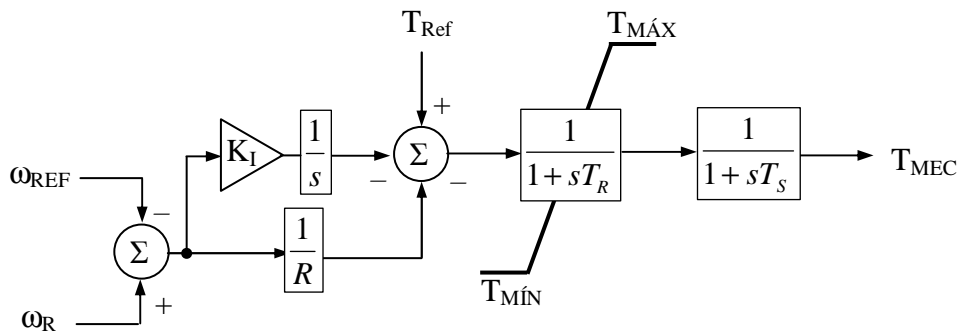 T_Ref
T_MÁX
+
K_I
1
s
−
Σ
−
1
1 + sT_R
1
1 + sT_S
T_MEC
ω_REF
−
Σ
+
1
R
T_MÍN
ω_R